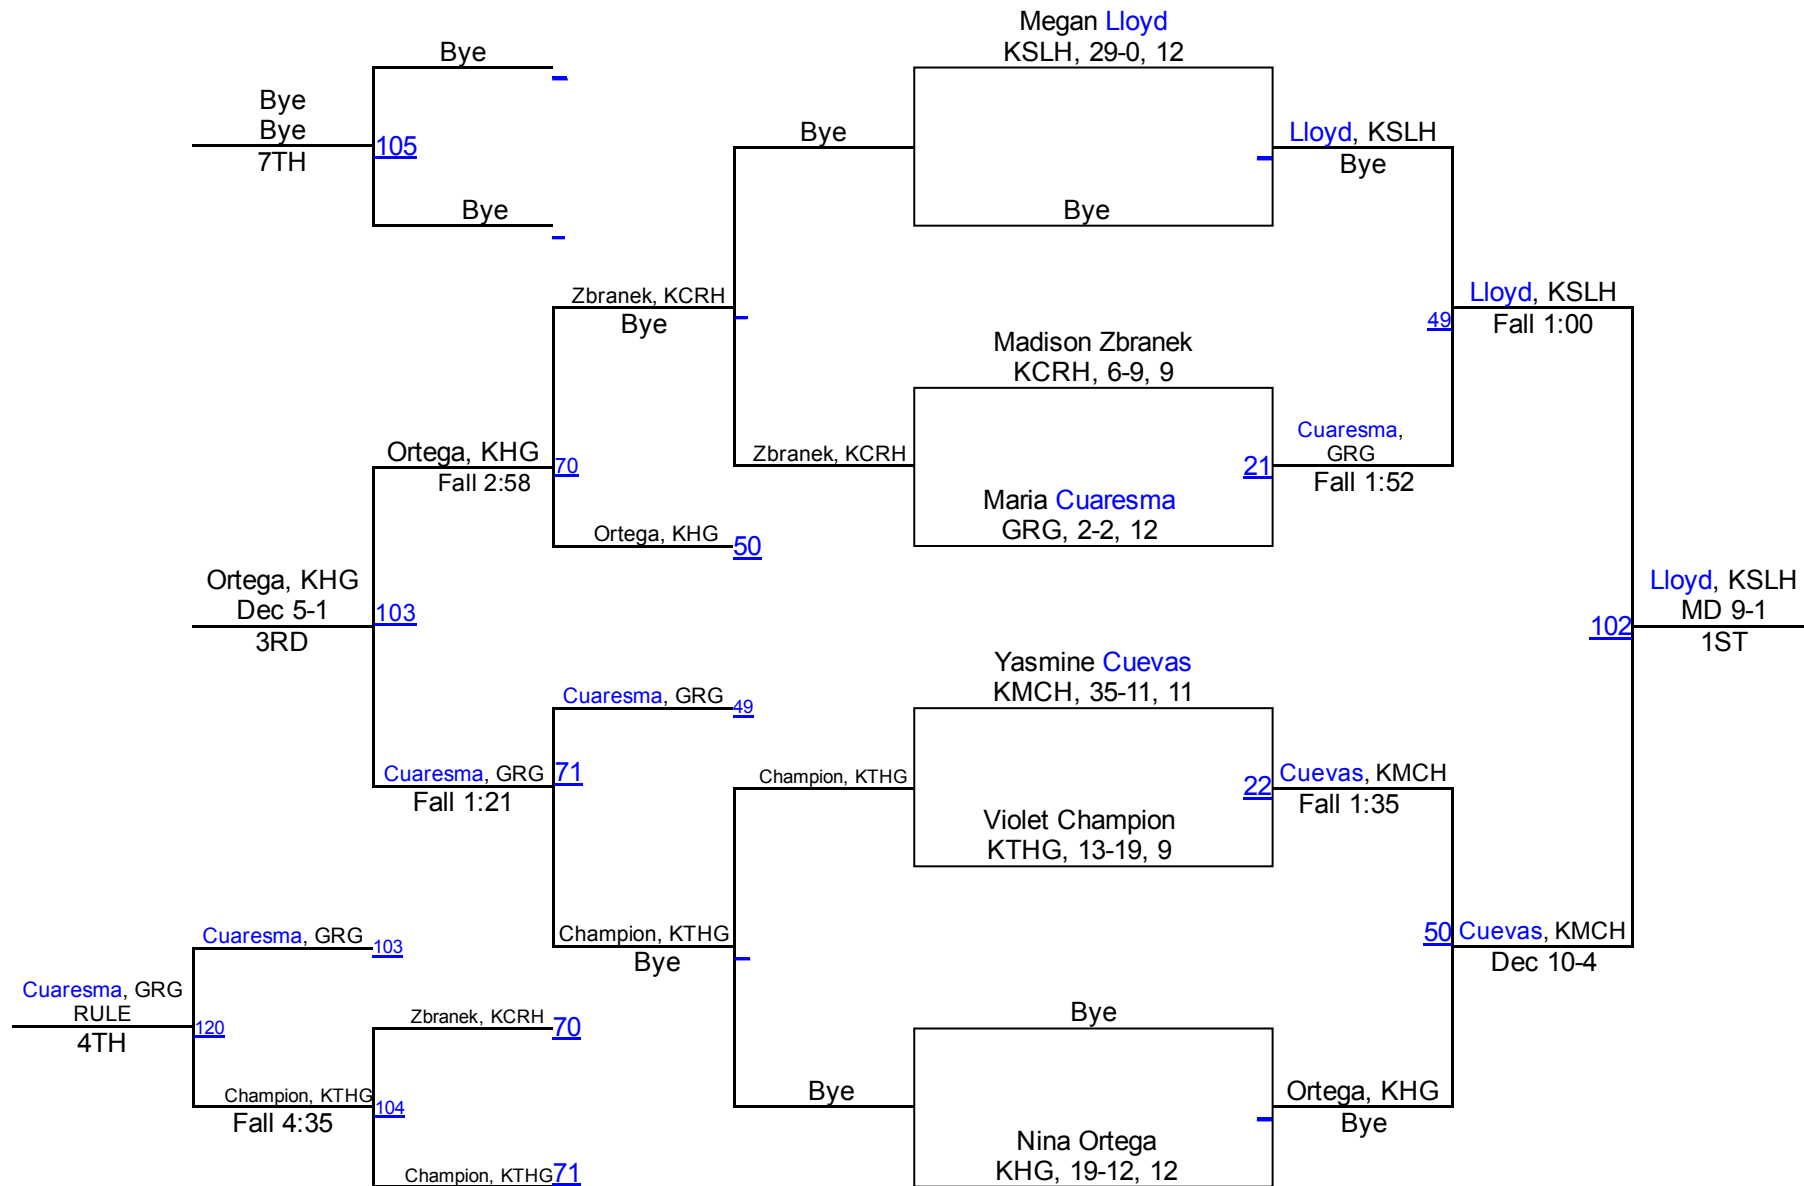 Megan Lloyd
KSLH, 29-0, 12
Bye
Bye
Bye
7TH
105
Bye
Bye
Lloyd, KSLH
Bye
Bye
Zbranek, KCRH
Bye
Lloyd, KSLH
49
Fall 1:00
Madison Zbranek
KCRH, 6-9, 9
Ortega, KHG
70
Fall 2:58
Zbranek, KCRH
21
Cuaresma,
GRG
Fall 1:52
Maria Cuaresma
GRG, 2-2, 12
Ortega, KHG
50
Ortega, KHG
Dec 5-1
103
3RD
Lloyd, KSLH
MD 9-1
102
1ST
Yasmine Cuevas
KMCH, 35-11, 11
Cuaresma, GRG
49
Cuaresma, GRG
71
Fall 1:21
Champion, KTHG
22
Cuevas, KMCH
Fall 1:35
Violet Champion
KTHG, 13-19, 9
Champion, KTHG
Bye
50
Cuevas, KMCH
Dec 10-4
Cuaresma, GRG
103
Cuaresma, GRG
RULE
120
4TH
Zbranek, KCRH
70
Bye
Champion, KTHG
104
Fall 4:35
Bye
Ortega, KHG
Bye
Nina Ortega
KHG, 19-12, 12
Champion, KTHG
71